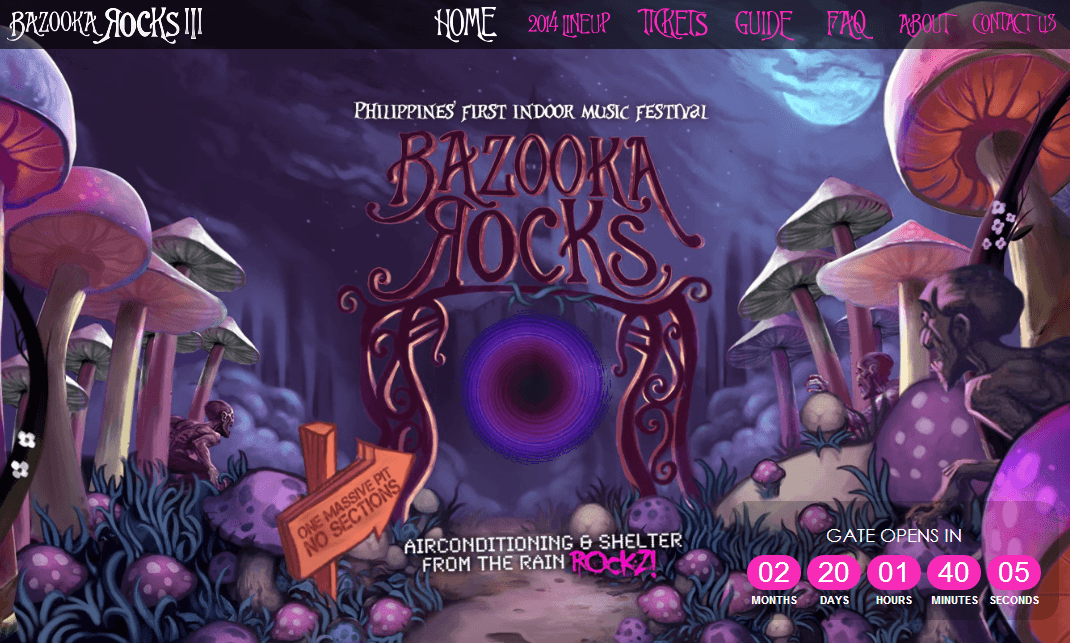 BAZOOKA ROCKS III
HOME
2014 LINEUP
TICKETS
GUIDE
FAQ
ABOUT
CONTACT US
PHILIPPINES' FIRST INDOOR MUSIC FESTIVAL
BAZOOKA
ROCKS
ONE MASSIVE PIT
NO SECTIONS
AIRCONDITIONING & SHELTER
FROM THE RAIN ROCKZ!
GATE OPENS IN
02 20 01 40 05
MONTHS DAYS HOURS MINUTES SECONDS